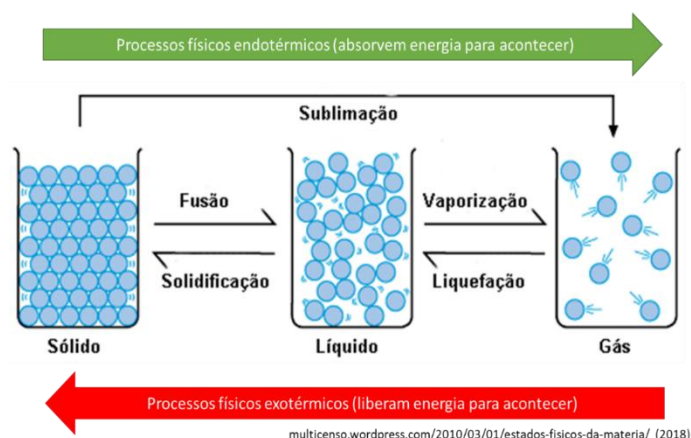 Processos físicos endotérmicos (absorvem energia para acontecer)
Sublimação
Fusão
Vaporização
Solidificação
Liquefação
Sólido
Líquido
Gás
Processos físicos exotérmicos (liberam energia para acontecer)
multicenso.wordpress.com/2010/03/01/estados-fisicos-da-materia/ (2018)